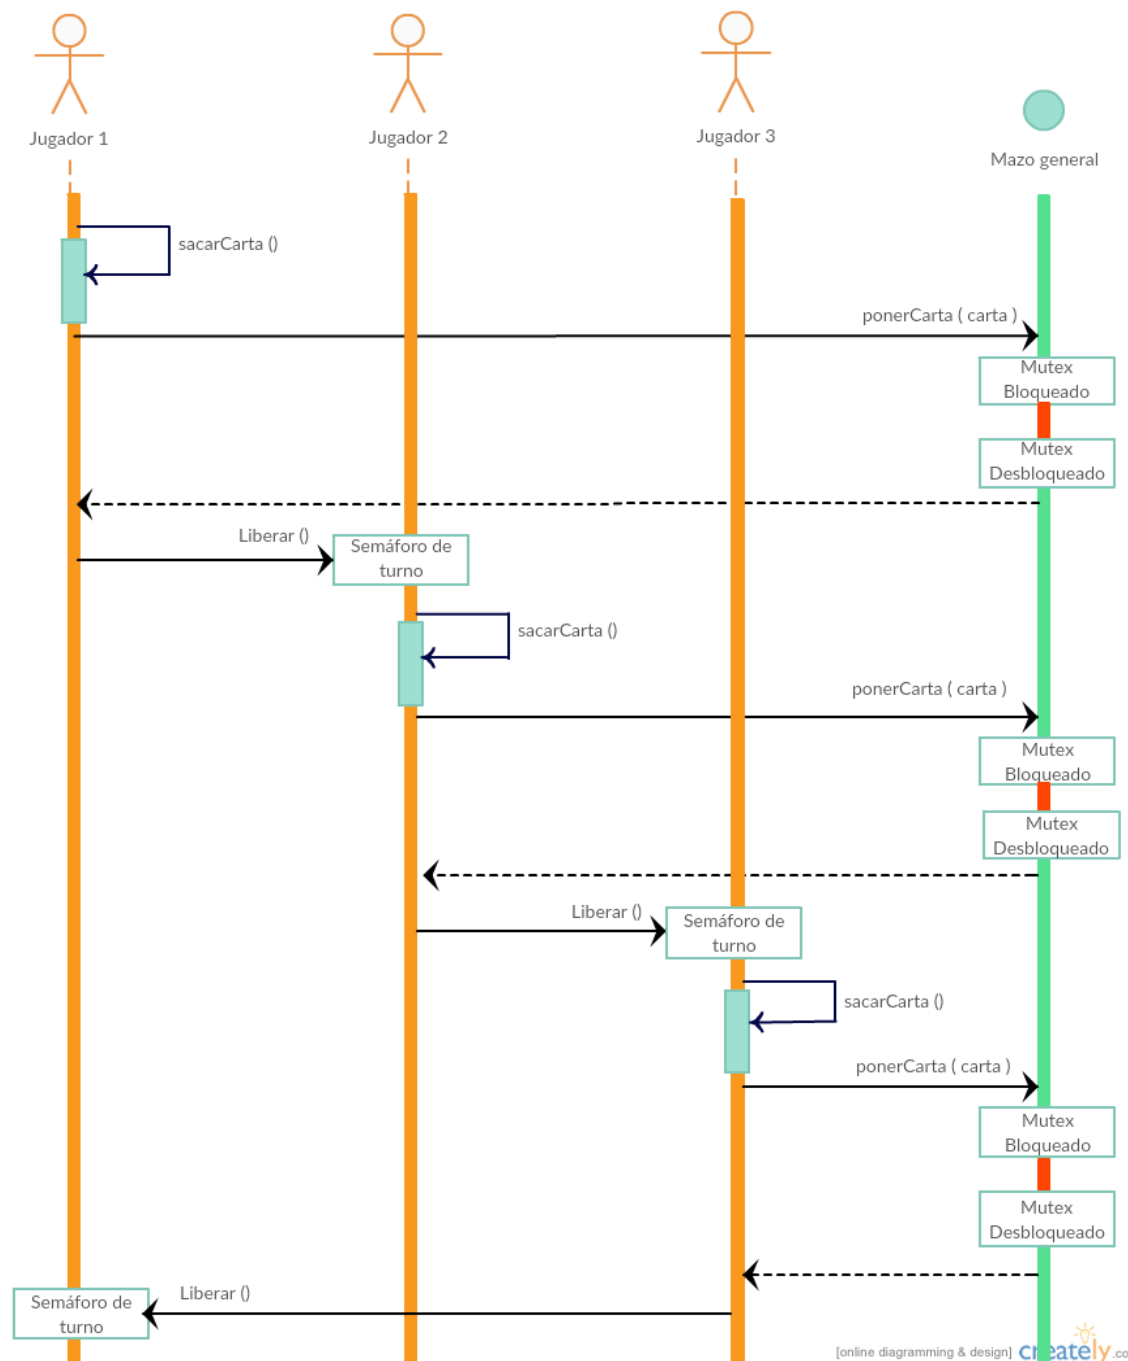 Jugador 1
Jugador 2
Jugador 3
Mazo general
sacarCarta ()
ponerCarta ( carta )
Mutex
Bloqueado
Mutex
Desbloqueado
Liberar ()
Semáforo de
turno
sacarCarta ()
ponerCarta ( carta )
Mutex
Bloqueado
Mutex
Desbloqueado
Liberar ()
Semáforo de
turno
sacarCarta ()
ponerCarta ( carta )
Mutex
Bloqueado
Mutex
Desbloqueado
Liberar ()
Semáforo de
turno
[online diagramming & design] creately.co